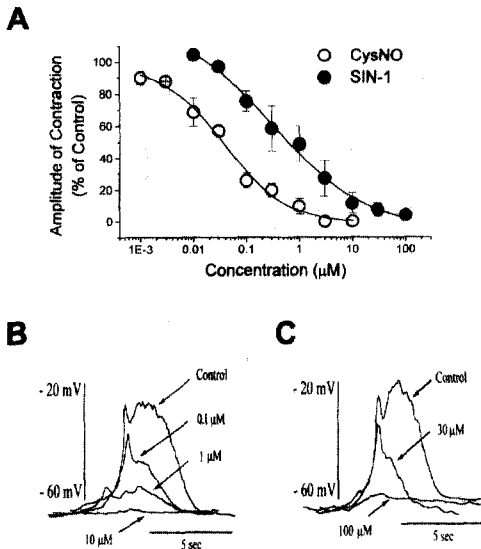 A
CysNO
SIN-1
Amplitude of Contraction
(% of Control)
100
80
60
40
20
0
1E-3
0.01
0.1
1
10
100
Concentration (μM)
B
C
- 20 mV
Control
0.1 μM
1 μM
- 60 mV
10 μM
5 sec
- 20 mV
Control
30 μM
- 60 mV
100 μM
5 sec